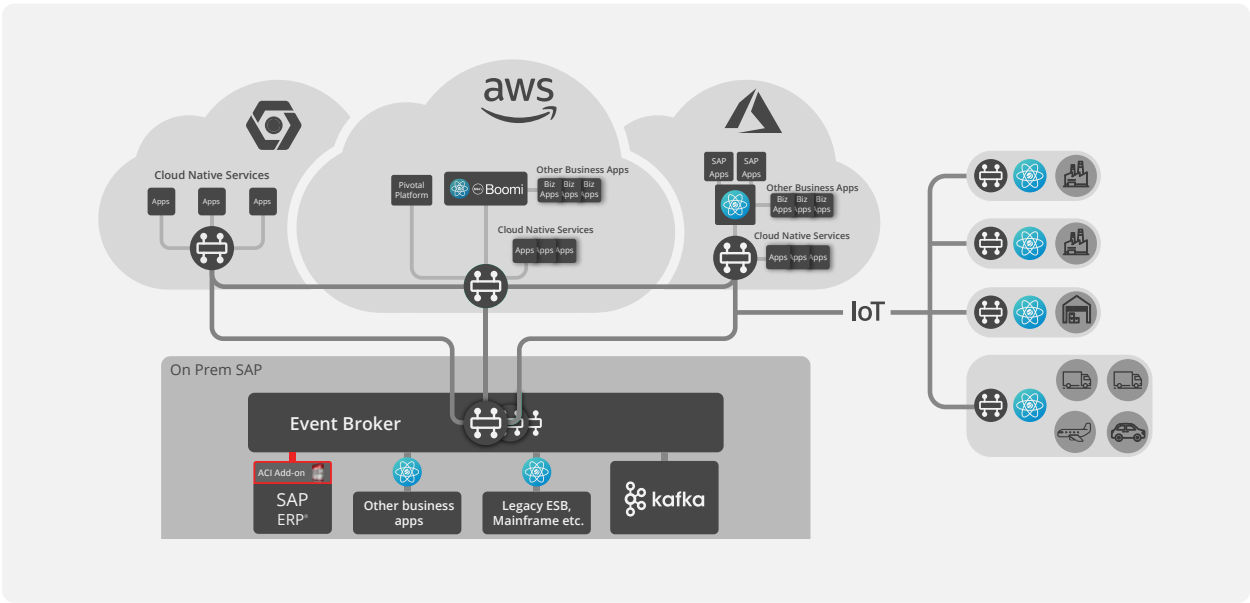 aws
Cloud Native Services
Apps
Apps
Apps
Pivotal
Platform
Boomi
Other Business Apps
Biz
Apps
Biz
Apps
Biz
Apps
Cloud Native Services
Apps
Apps
Apps
SAP
Apps
SAP
Apps
Other Business Apps
Biz
Apps
Biz
Apps
Biz
Apps
Cloud Native Services
Apps
Apps
Apps
IoT
On Prem SAP
Event Broker
ACI Add-on
SAP
ERP®
Other business
apps
Legacy ESB,
Mainframe etc.
kafka